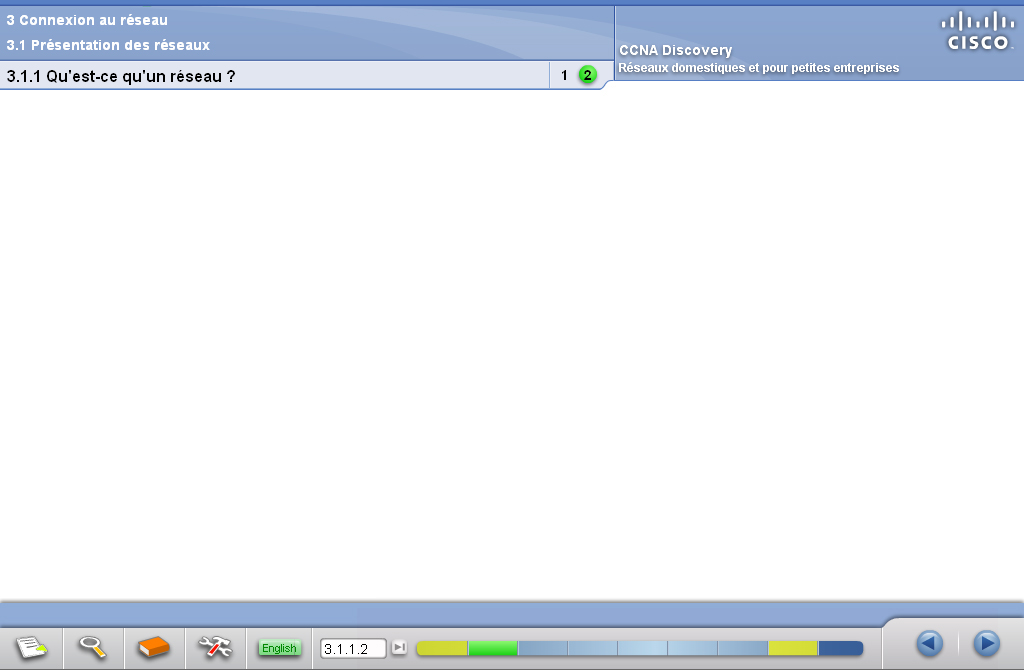 3 Connexion au réseau
3.1 Présentation des réseaux
3.1.1 Qu'est-ce qu'un réseau ?
1 2
CCNA Discovery
Réseaux domestiques et pour petites entreprises
CISCO
English
3.1.1.2